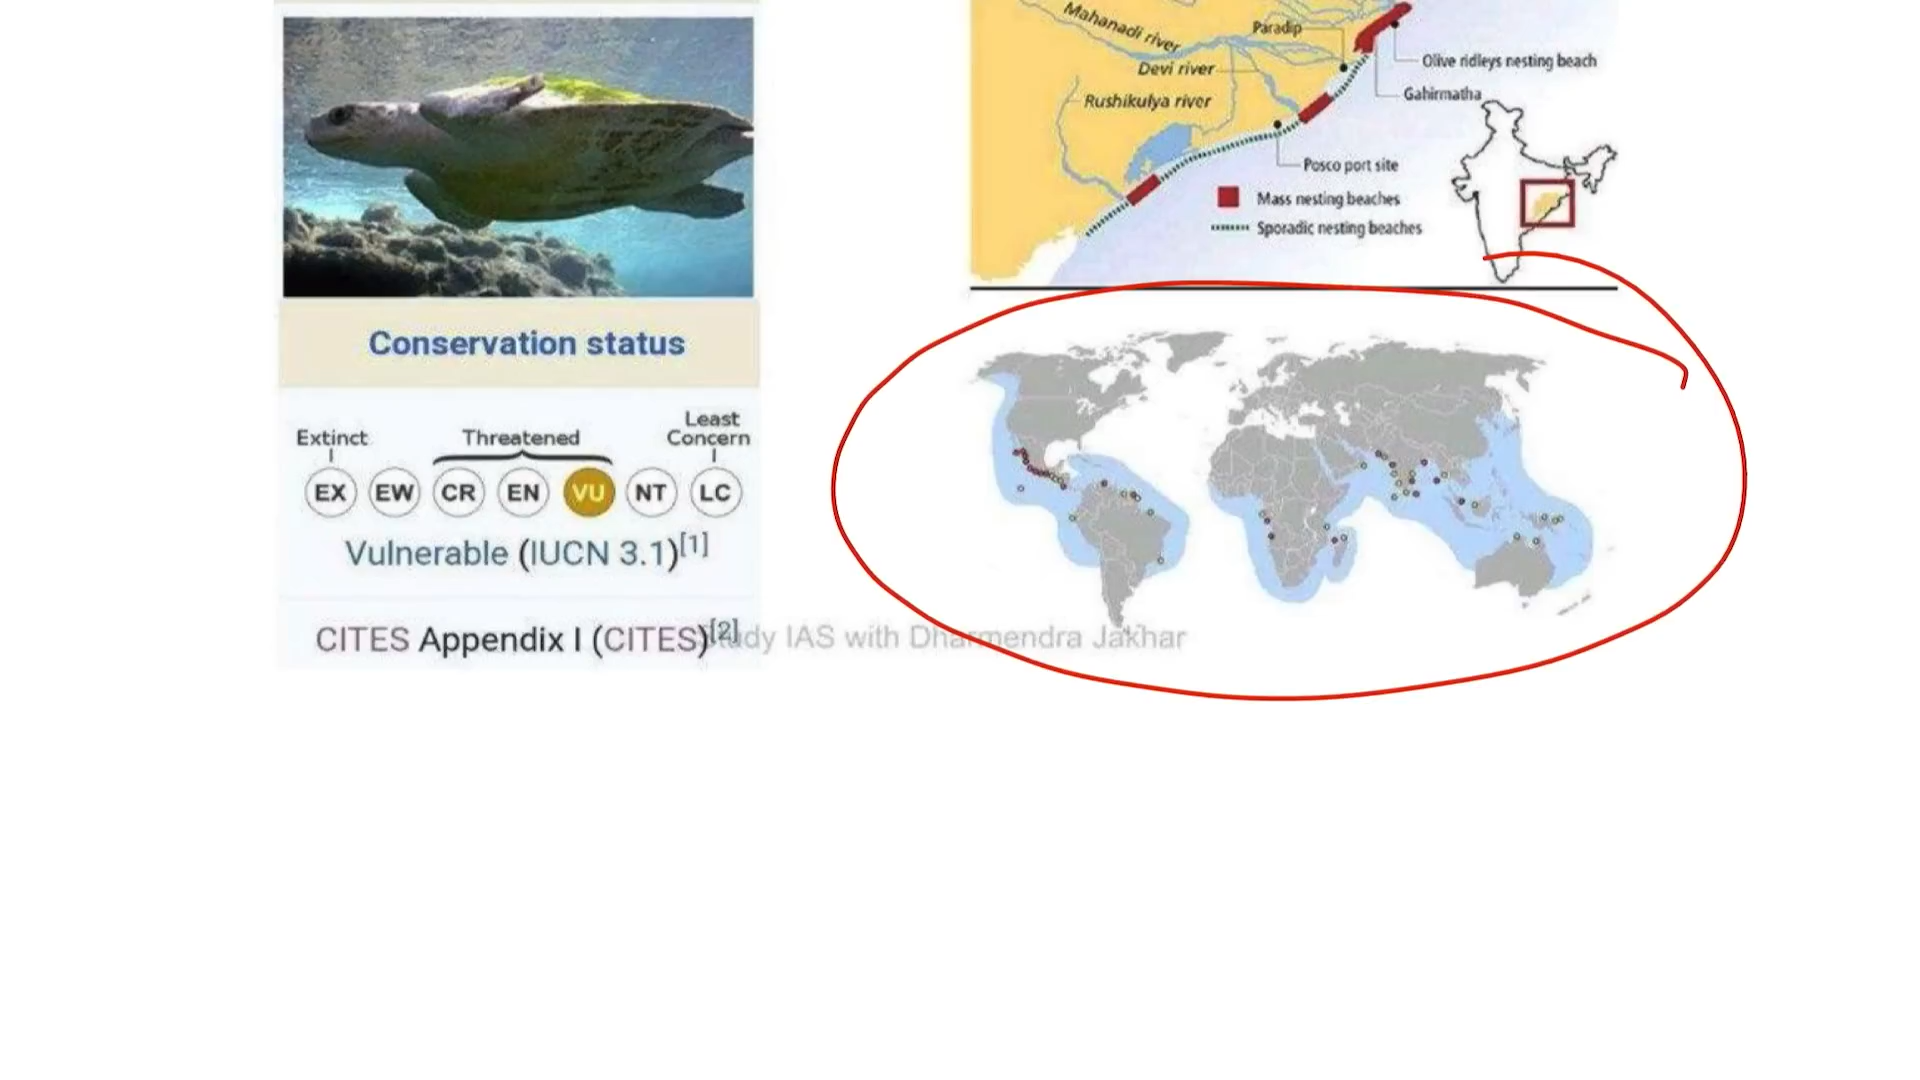 Mahanadi river
Paradip
Devi river
Olive ridleys nesting beach
Gahirmatha
Rushikulya river
Posco port site
Mass nesting beaches
Sporadic nesting beaches
Conservation status
Extinct
Threatened
Least
Concern
EX EW CR EN VU NT LC
Vulnerable (IUCN 3.1)[1]
CITES Appendix I (CITES)[2]
Study IAS with Dharmendra Jakhar